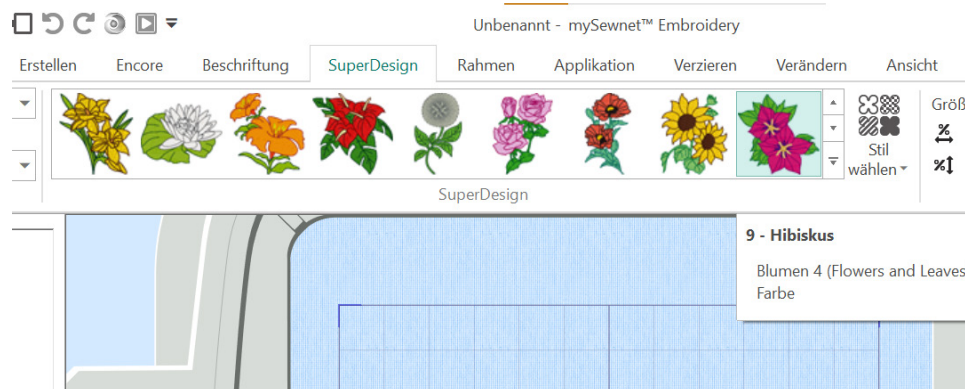 Unbenannt - mySewnet™ Embroidery
Erstellen Encore Beschriftung SuperDesign Rahmen Applikation Verzieren Verändern Ansicht
Größ
Stil
wählen
SuperDesign
9 - Hibiskus
Blumen 4 (Flowers and Leaves
Farbe